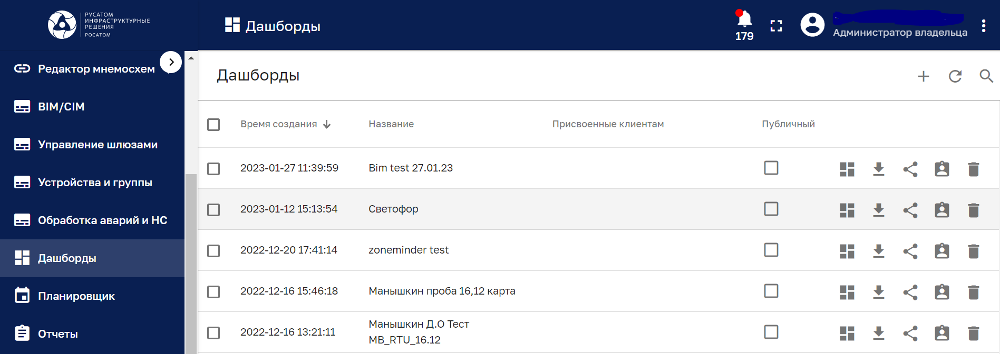 РУСАТОМ
ИНФРАСТРУКТУРНЫЕ
РЕШЕНИЯ
РОСАТОМ
Дашборды
179
Администратор владельца
Редактор мнемосхем
BIM/CIM
Управление шлюзами
Устройства и группы
Обработка аварий и НС
Дашборды
Планировщик
Отчеты
Дашборды
Время создания Название Присвоенные клиентам Публичный
2023-01-27 11:39:59 Bim test 27.01.23
2023-01-12 15:13:54 Светофор
2022-12-20 17:41:14 zoneminder test
2022-12-16 15:46:18 Манышкин проба 16,12 карта
2022-12-16 13:21:11 Манышкин Д.О Тест
MB_RTU_16.12